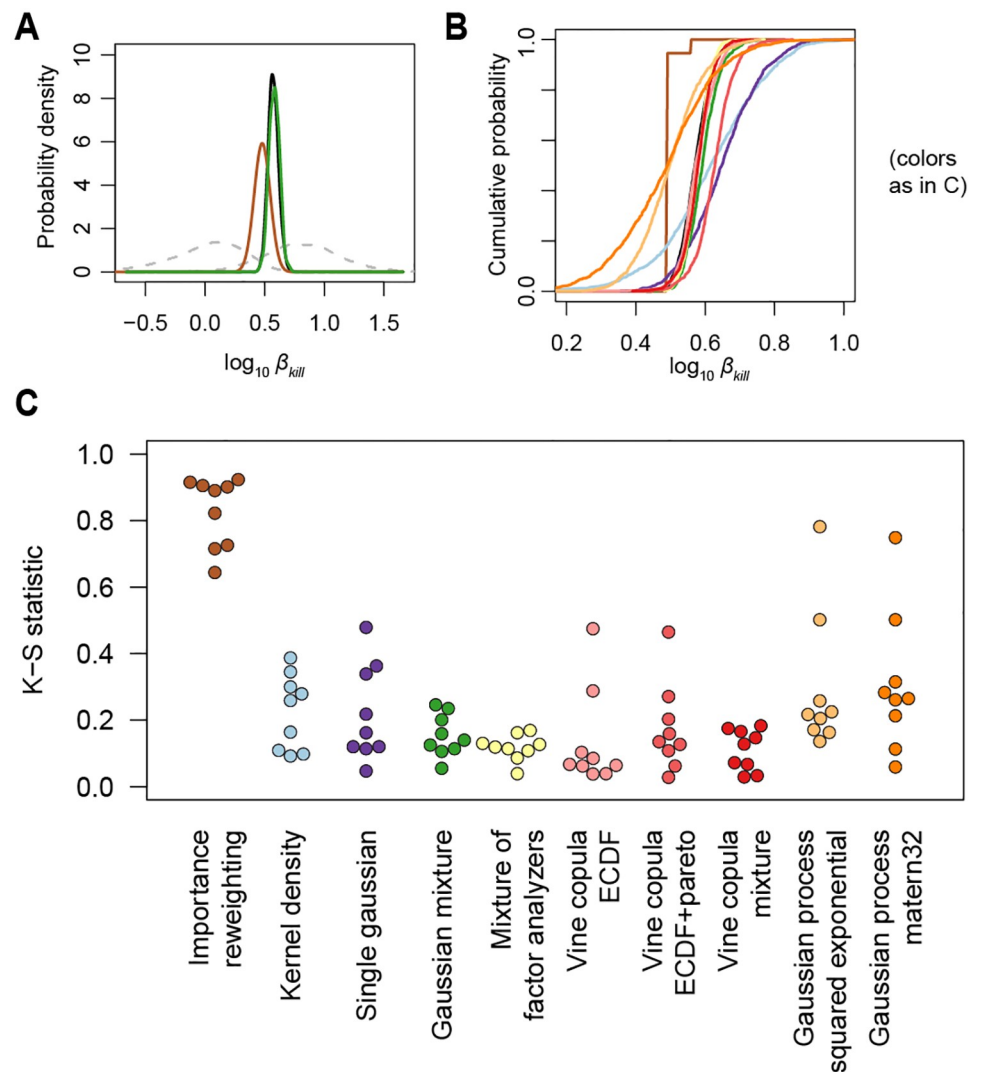 A
Probability density
10
8
6
4
2
0
−0.5 0.0 0.5 1.0 1.5
log10 βkill
B
Cumulative probability
1.0
0.0
0.2 0.4 0.6 0.8 1.0
log10 βkill
(colors
as in C)
C
K−S statistic
1.0
0.8
0.6
0.4
0.2
0.0
Importance
reweighting
Kernel density
Single gaussian
Gaussian mixture
Mixture of
factor analyzers
Vine copula
ECDF
Vine copula
ECDF+pareto
Vine copula
mixture
Gaussian process
squared exponential
Gaussian process
matern32